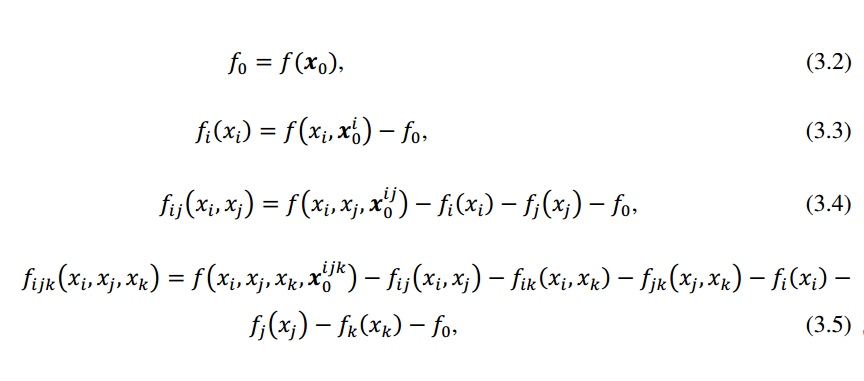 f₀ = f(𝒙₀), (3.2)
fᵢ(xᵢ) = f(xᵢ, 𝒙₀ⁱ) − f₀, (3.3)
fᵢⱼ(xᵢ, xⱼ) = f(xᵢ, xⱼ, 𝒙₀ⁱʲ) − fᵢ(xᵢ) − fⱼ(xⱼ) − f₀, (3.4)
fᵢⱼₖ(xᵢ, xⱼ, xₖ) = f(xᵢ, xⱼ, xₖ, 𝒙₀ⁱʲᵏ) − fᵢⱼ(xᵢ, xⱼ) − fᵢₖ(xᵢ, xₖ) − fⱼₖ(xⱼ, xₖ) − fᵢ(xᵢ) −
fⱼ(xⱼ) − fₖ(xₖ) − f₀, (3.5)